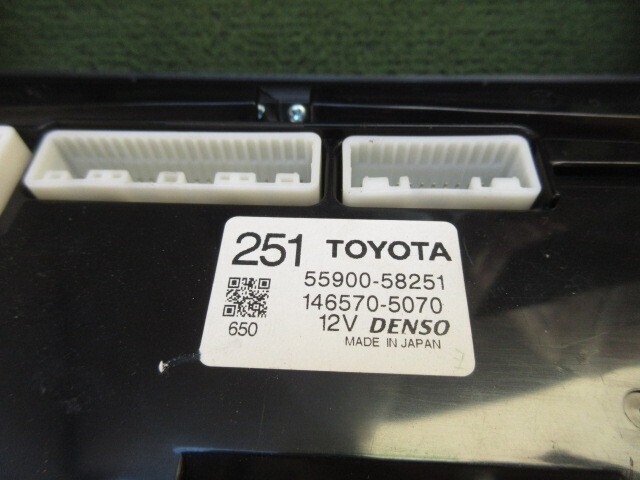 251 TOYOTA
55900-58251
146570-5070
650 12V DENSO
MADE IN JAPAN